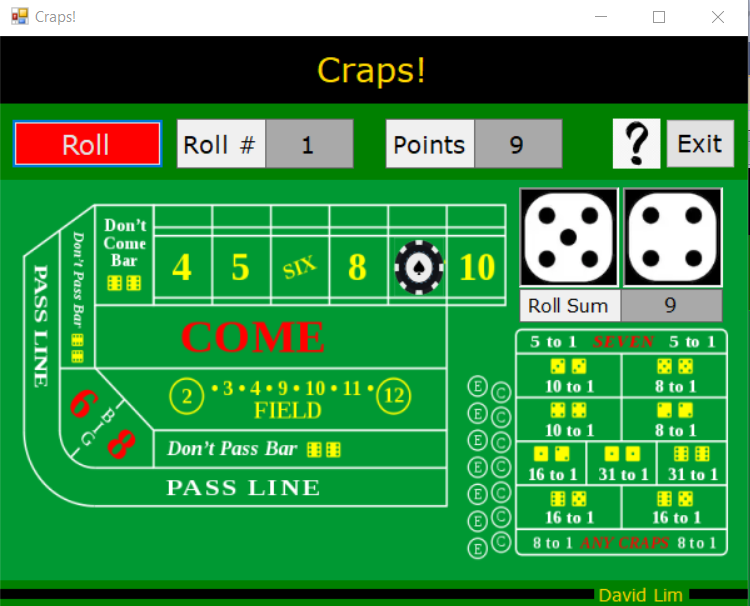 Craps!
Craps!
Roll
Roll #
1
Points
9
?
Exit
Don't
Come
Bar
Don't Pass Bar
PASS LINE
4
5
SIX
8
10
Roll Sum
9
COME
2
• 3 • 4 • 9 • 10 • 11 •
12
FIELD
6
8
BIG
Don't Pass Bar
PASS LINE
E
C
E
C
E
C
E
C
E
C
E
C
E
C
5 to 1 SEVEN 5 to 1
10 to 1
8 to 1
10 to 1
8 to 1
16 to 1
31 to 1
31 to 1
16 to 1
16 to 1
8 to 1 ANY CRAPS 8 to 1
David Lim